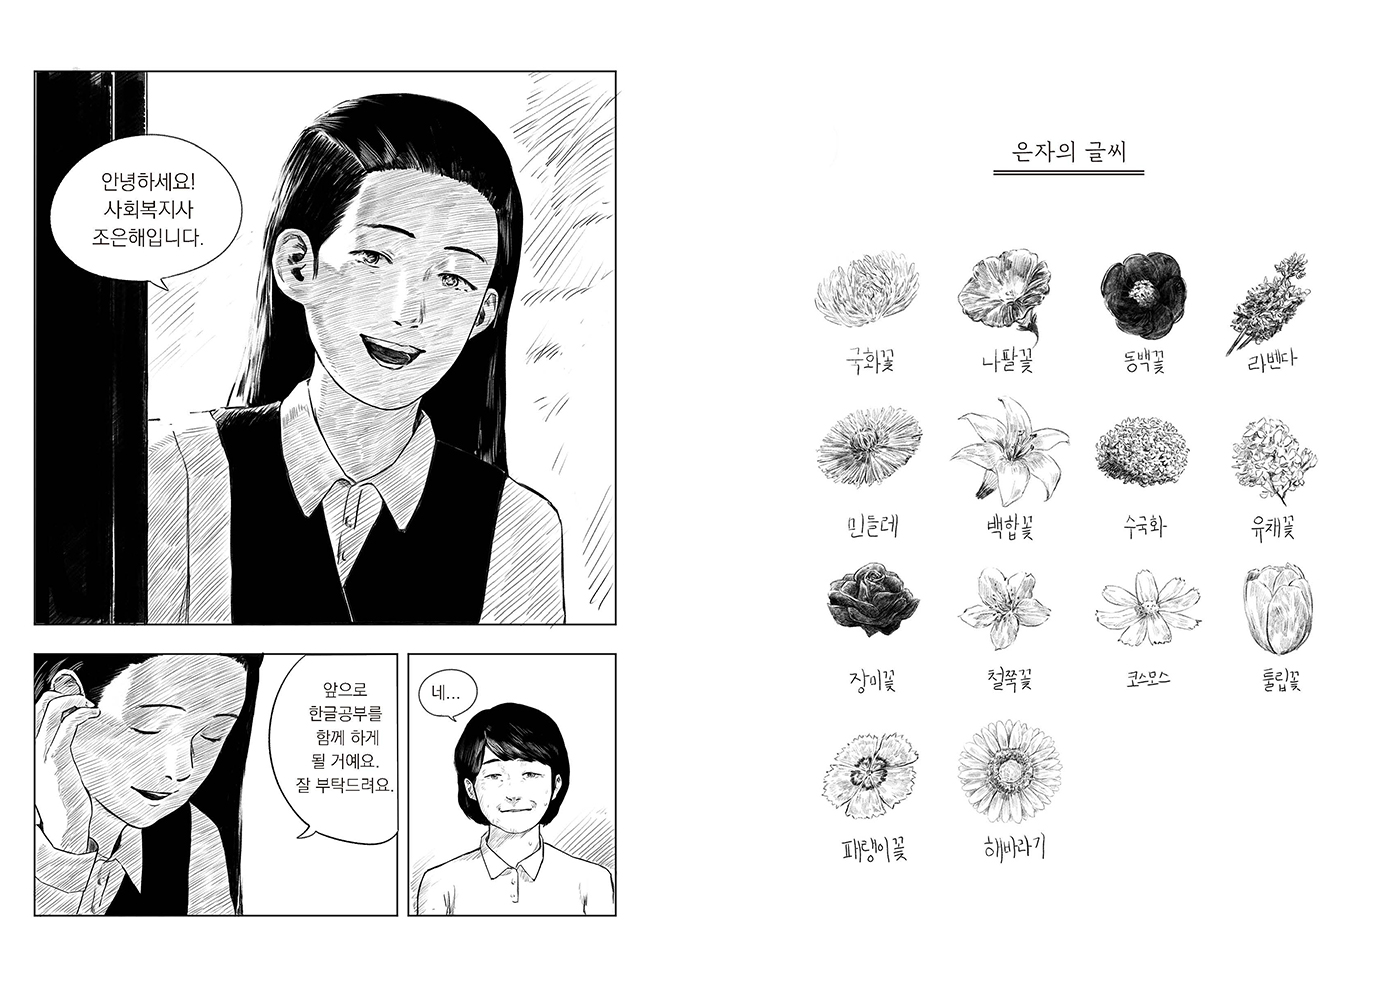 안녕하세요!
사회복지사
조은해입니다.
앞으로
한글공부를
함께 하게
될 거예요.
잘 부탁드려요.
네...
은자의 글씨
국화꽃 나팔꽃 동백꽃 라벤다
민들레 백합꽃 수국화 유채꽃
장미꽃 철쭉꽃 코스모스 툴립꽃
패랭이꽃 해바라기